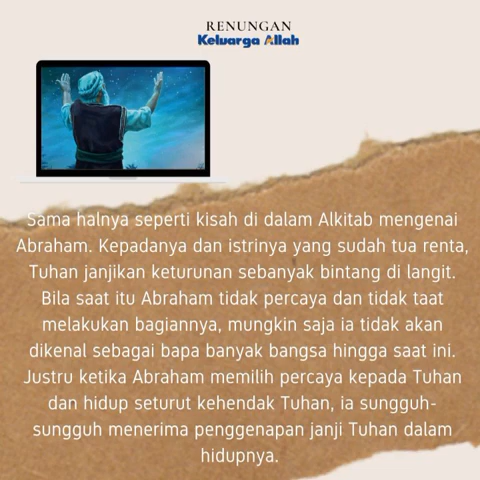 RENUNGAN
Keluarga Allah
Sama halnya seperti kisah di dalam Alkitab mengenai
Abraham. Kepadanya dan istrinya yang sudah tua renta,
Tuhan janjikan keturunan sebanyak bintang di langit.
Bila saat itu Abraham tidak percaya dan tidak taat
melakukan bagiannya, mungkin saja ia tidak akan
dikenal sebagai bapa banyak bangsa hingga saat ini.
Justru ketika Abraham memilih percaya kepada Tuhan
dan hidup seturut kehendak Tuhan, ia sungguh-
sungguh menerima penggenapan janji Tuhan dalam
hidupnya.